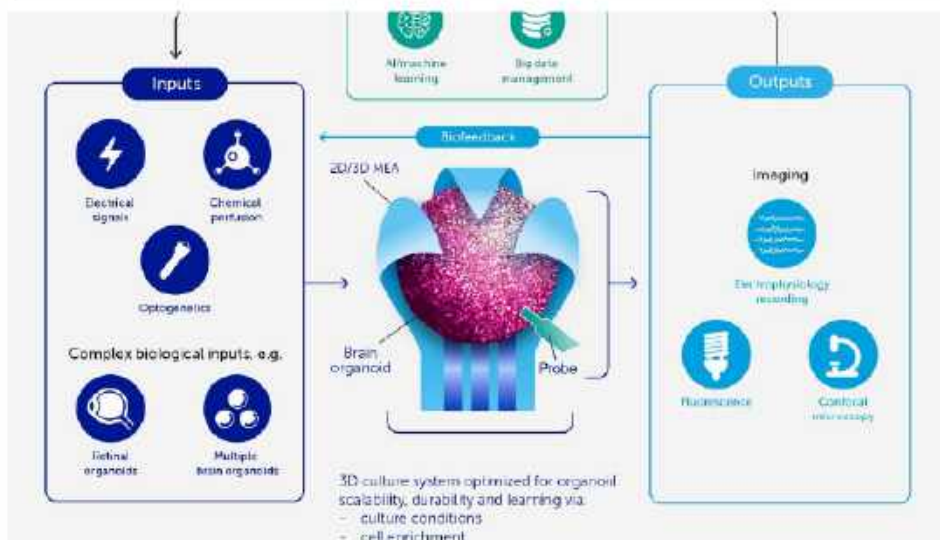 AI/machine
learning
Big data
management
Inputs
Outputs
Biofeedback
2D/3D MEA
Electrical
signals
Chemical
perfusion
Optogenetics
Complex biological inputs, e.g.
Retinal
organoids
Multiple
brain organoids
Brain
organoid
Probe
Imaging
Electrophysiology
recording
Fluorescence
Confocal
microscopy
3D culture system optimized for organoid
scalability, durability and learning via
- culture conditions
- cell enrichment